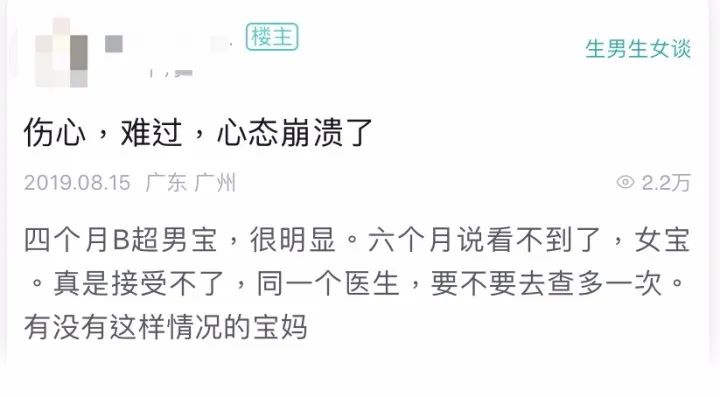 楼主
生男生女谈
伤心，难过，心态崩溃了
2019.08.15 广东 广州
2.2万
四个月B超男宝，很明显。六个月说看不到了，女宝
。真是接受不了，同一个医生，要不要去查多一次。
有没有这样情况的宝妈